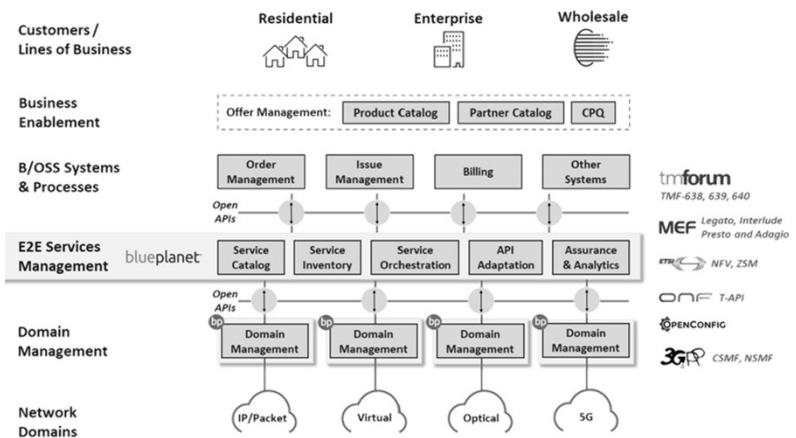 Customers /
Lines of Business
Residential
Enterprise
Wholesale
Business
Enablement
Offer Management:
Product Catalog
Partner Catalog
CPQ
B/OSS Systems
& Processes
Order
Management
Issue
Management
Billing
Other
Systems
Open
APIs
E2E Services
Management
blueplanet
Service
Catalog
Service
Inventory
Service
Orchestration
API
Adaptation
Assurance
& Analytics
Open
APIs
Domain
Management
bp
Domain
Management
bp
Domain
Management
bp
Domain
Management
bp
Domain
Management
Network
Domains
IP/Packet
Virtual
Optical
5G
tmforum
TMF-638, 639, 640
MEF
Legato, Interlude
Presto and Adagio
ETSI
NFV, ZSM
ONF
T-API
OPENCONFIG
3GPP
CSMF, NSMF